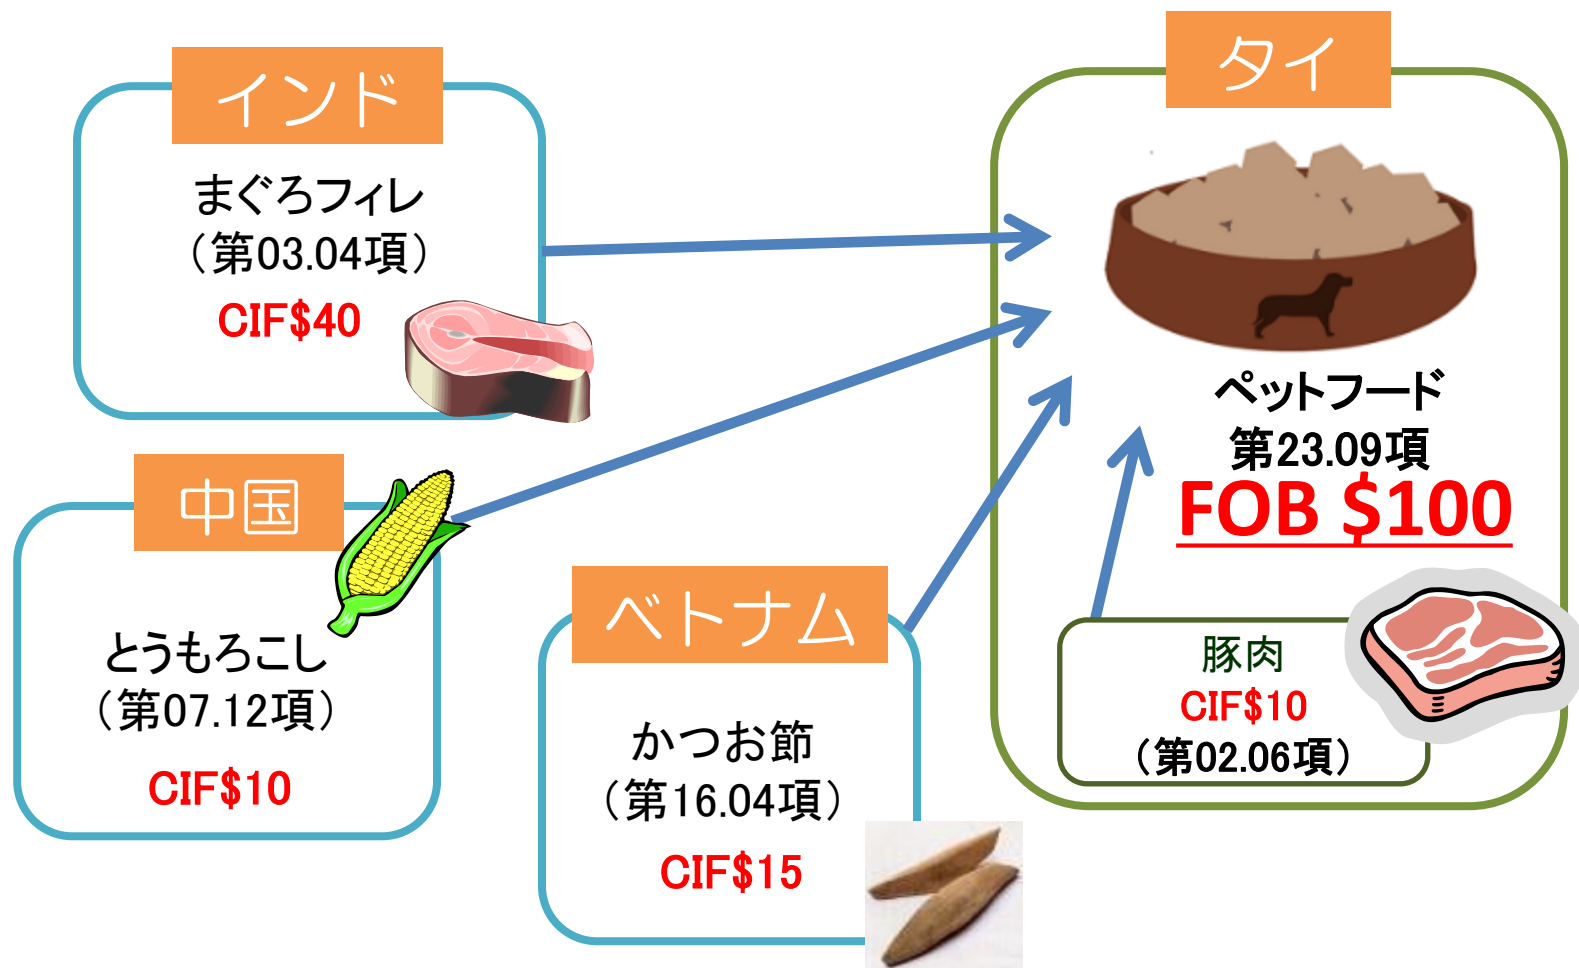 インド
まぐろフィレ
（第03.04項）
CIF$40
中国
とうもろこし
（第07.12項）
CIF$10
ベトナム
かつお節
（第16.04項）
CIF$15
タイ
ペットフード
第23.09項
FOB $100
豚肉
CIF$10
（第02.06項）